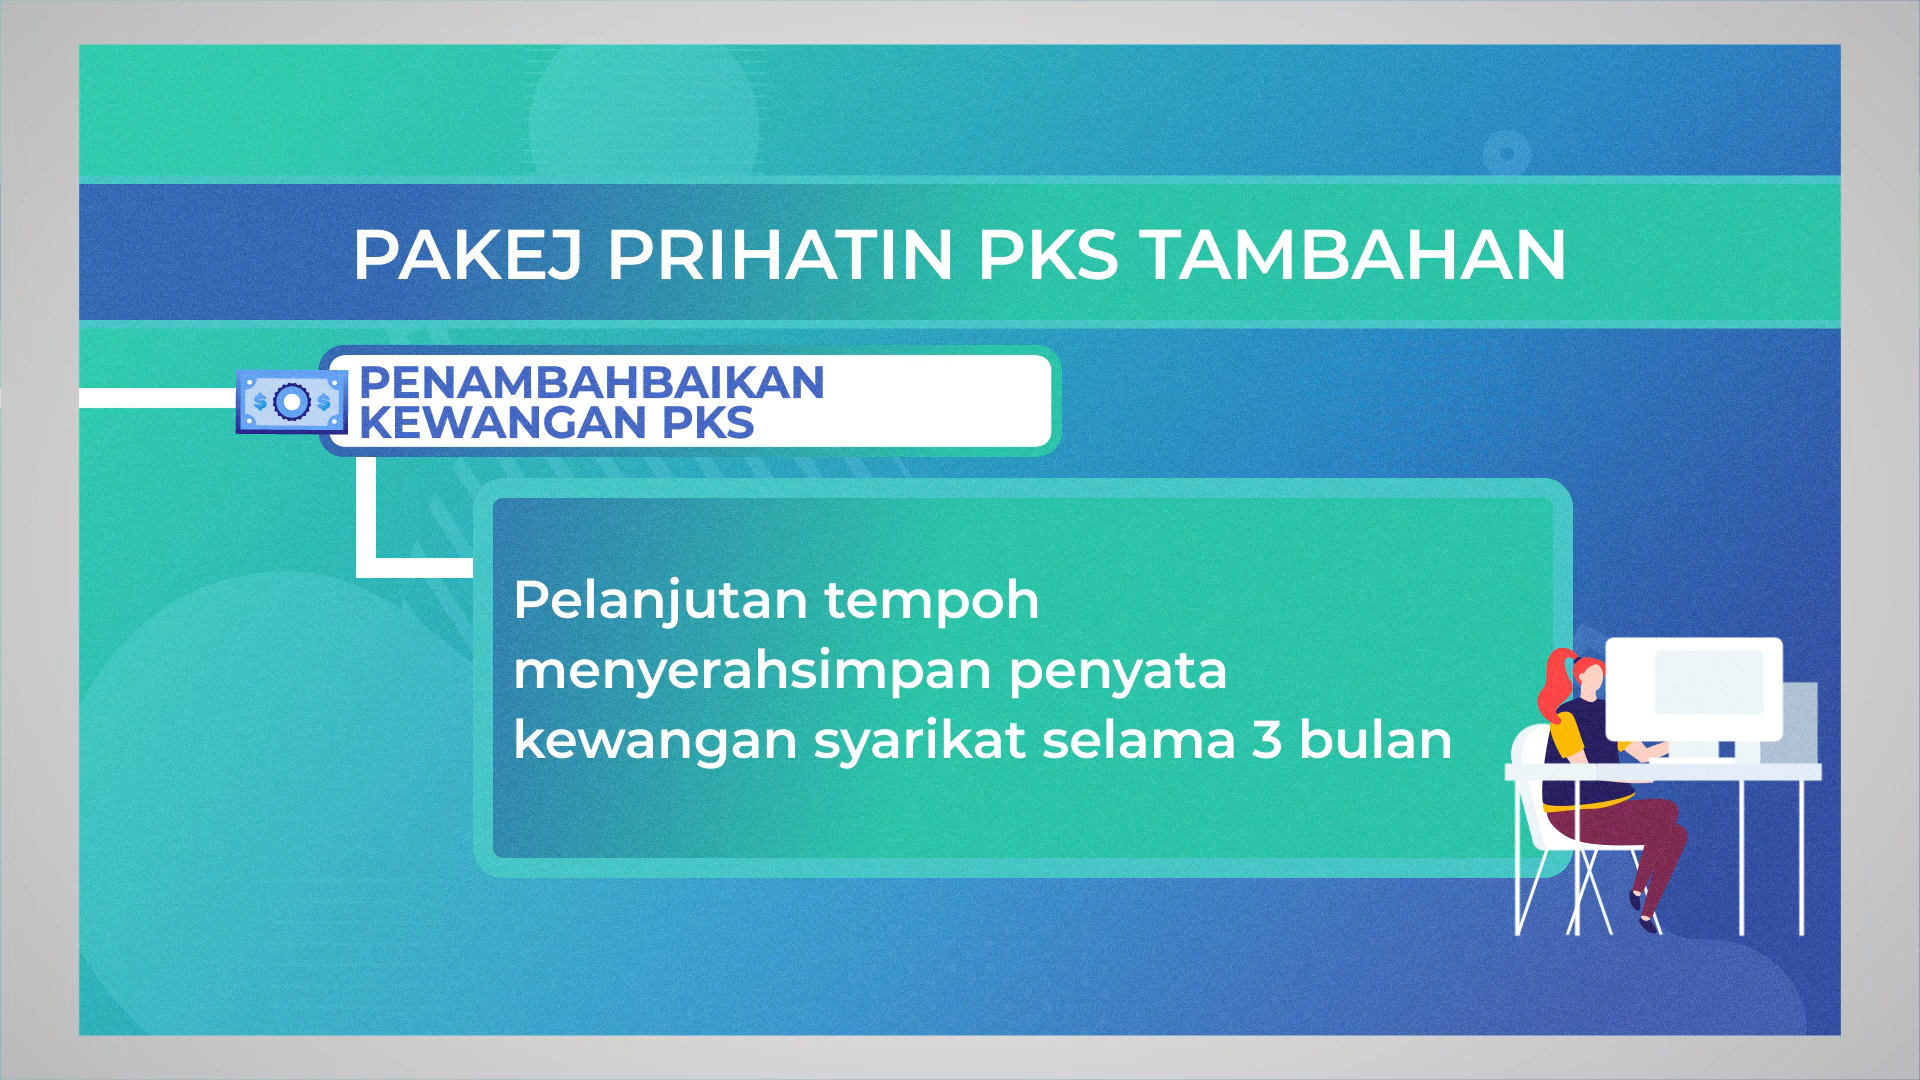 PAKEJ PRIHATIN PKS TAMBAHAN
PENAMBAHBAIKAN
KEWANGAN PKS
Pelanjutan tempoh
menyerahsimpan penyata
kewangan syarikat selama 3 bulan